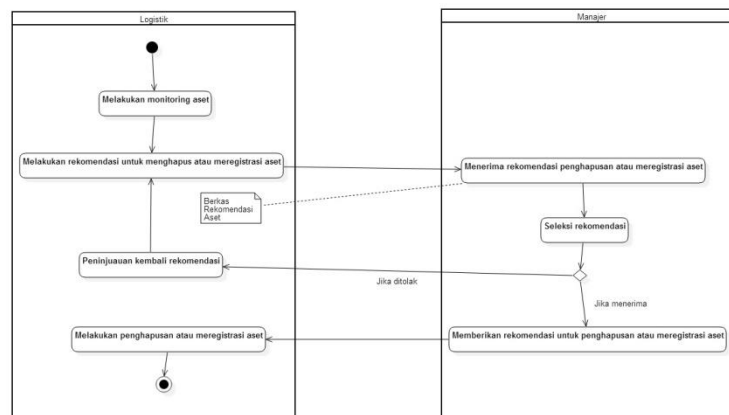 Logistik
Manajer
Melakukan monitoring aset
Melakukan rekomendasi untuk menghapus atau meregistrasi aset
Menerima rekomendasi penghapusan atau meregistrasi aset
Berkas
Rekomendasi
Aset
Seleksi rekomendasi
Peninjuauan kembali rekomendasi
Jika ditolak
Jika menerima
Melakukan penghapusan atau meregistrasi aset
Memberikan rekomendasi untuk penghapusan atau meregistrasi aset